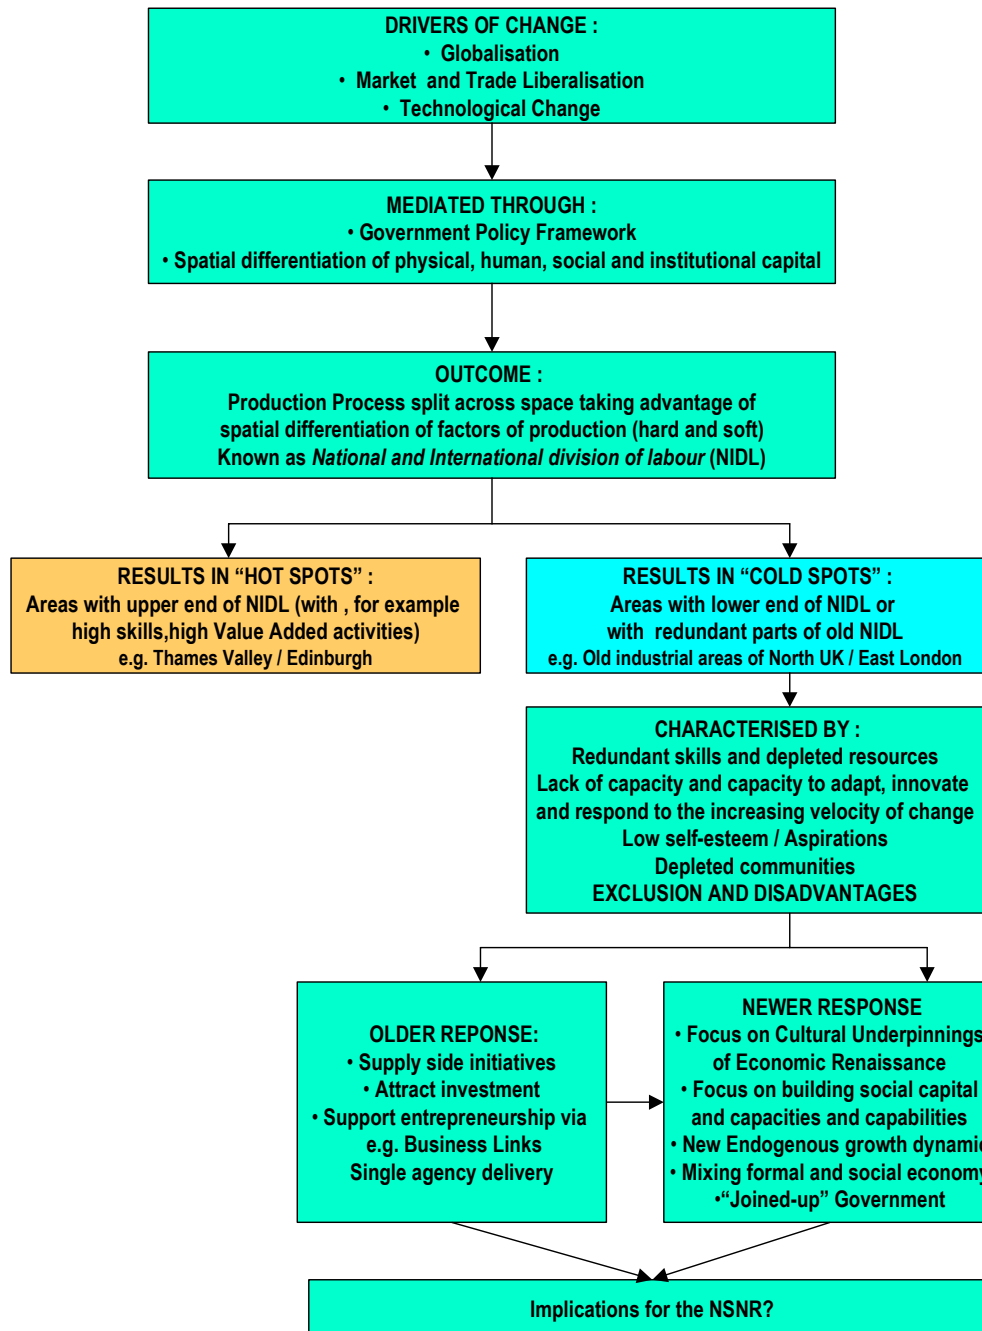 DRIVERS OF CHANGE :
• Globalisation
• Market and Trade Liberalisation
• Technological Change
MEDIATED THROUGH :
• Government Policy Framework
• Spatial differentiation of physical, human, social and institutional capital
OUTCOME :
Production Process split across space taking advantage of
spatial differentiation of factors of production (hard and soft)
Known as National and International division of labour (NIDL)
RESULTS IN “HOT SPOTS” :
Areas with upper end of NIDL (with , for example
high skills,high Value Added activities)
e.g. Thames Valley / Edinburgh
RESULTS IN “COLD SPOTS” :
Areas with lower end of NIDL or
with redundant parts of old NIDL
e.g. Old industrial areas of North UK / East London
CHARACTERISED BY :
Redundant skills and depleted resources
Lack of capacity and capacity to adapt, innovate
and respond to the increasing velocity of change
Low self-esteem / Aspirations
Depleted communities
EXCLUSION AND DISADVANTAGES
OLDER REPONSE:
• Supply side initiatives
• Attract investment
• Support entrepreneurship via
e.g. Business Links
Single agency delivery
NEWER RESPONSE
• Focus on Cultural Underpinnings
of Economic Renaissance
• Focus on building social capital
and capacities and capabilities
• New Endogenous growth dynamic
• Mixing formal and social economy
•“Joined-up” Government
Implications for the NSNR?